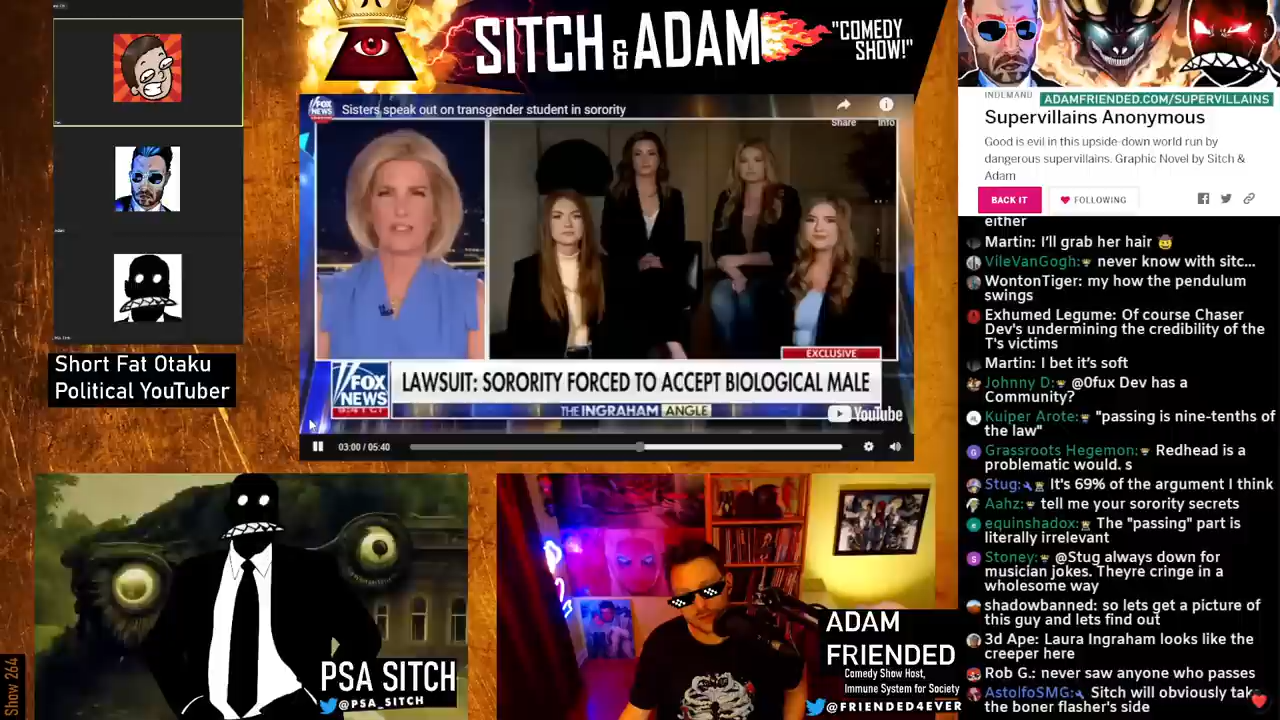 SITCH & ADAM
"COMEDY
SHOW!"
FOX
NEWS
Sisters speak out on transgender student in sorority
Share
Info
EXCLUSIVE
FOX
NEWS
LAWSUIT: SORORITY FORCED TO ACCEPT BIOLOGICAL MALE
THE INGRAHAM ANGLE
YouTube
03:00 / 05:40
Short Fat Otaku
Political YouTuber
PSA SITCH
@PSA_SITCH
ADAM
FRIENDED
Comedy Show Host,
Immune System for Society
@FRIENDED4EVER
Show 264
INDEMAND
ADAMFRIENDED.COM/SUPERVILLAINS
Supervillains Anonymous
Good is evil in this upside-down world run by
dangerous supervillains. Graphic Novel by Sitch &
Adam
BACK IT
FOLLOWING
either
Martin: I'll grab her hair 🤠
VileVanGogh: never know with sitc...
WontonTiger: my how the pendulum
swings
Exhumed Legume: Of course Chaser
Dev's undermining the credibility of the
T's victims
Martin: I bet it's soft
Johnny D: @0fux Dev has a
Community?
Kuiper Arote: "passing is nine-tenths of
the law"
Grassroots Hegemon: Redhead is a
problematic would. s
Stug: It's 69% of the argument I think
Aahz: tell me your sorority secrets
equinshadox: The "passing" part is
literally irrelevant
Stoney: @Stug always down for
musician jokes. Theyre cringe in a
wholesome way
shadowbanned: so lets get a picture of
this guy and lets find out
3d Ape: Laura Ingraham looks like the
creeper here
Rob G.: never saw anyone who passes
AstolfoSMG: Sitch will obviously take
the boner flasher's side